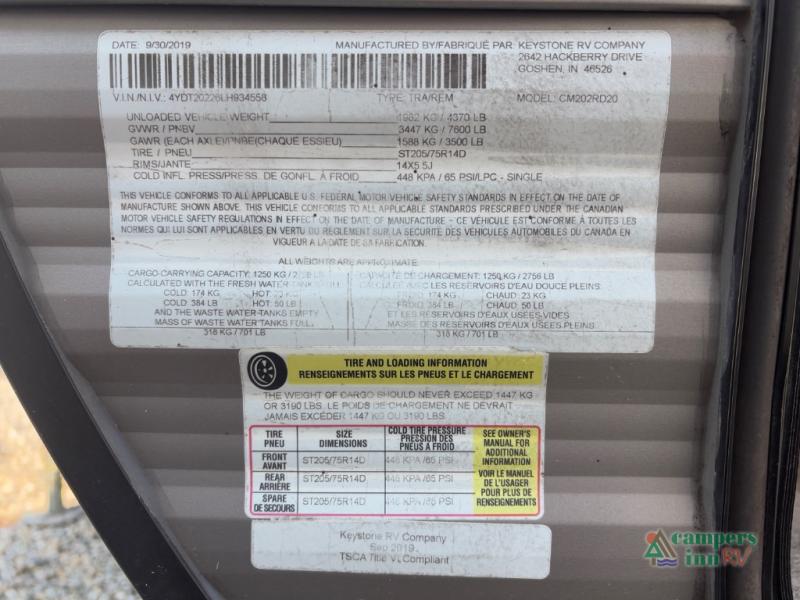 DATE: 9/30/2019 MANUFACTURED BY/FABRIQUÉ PAR: KEYSTONE RV COMPANY
2642 HACKBERRY DRIVE
GOSHEN, IN 46526
V.I.N./N.I.V.: 4YDT20226LH934558 TYPE: TRA/REM MODEL: CM202RD20
UNLOADED VEHICLE WEIGHT 1982 KG / 4370 LB
GVWR / PNBV 3447 KG / 7600 LB
GAWR (EACH AXLE)/PNBE(CHAQUE ESSIEU) 1588 KG / 3500 LB
TIRE / PNEU ST205/75R14D
RIMS/JANTE 14X5.5J
COLD INFL. PRESS/PRESS. DE GONFL. À FROID 448 KPA / 65 PSI/LPC - SINGLE
THIS VEHICLE CONFORMS TO ALL APPLICABLE U.S. FEDERAL MOTOR VEHICLE SAFETY STANDARDS IN EFFECT ON THE DATE OF
MANUFACTURE SHOWN ABOVE. THIS VEHICLE CONFORMS TO ALL APPLICABLE STANDARDS PRESCRIBED UNDER THE CANADIAN
MOTOR VEHICLE SAFETY REGULATIONS IN EFFECT ON THE DATE OF MANUFACTURE - CE VÉHICULE EST CONFORME À TOUTES LES
NORMES QUI LUI SONT APPLICABLES EN VERTU DU RÈGLEMENT SUR LA SÉCURITÉ DES VÉHICULES AUTOMOBILES DU CANADA EN
VIGUEUR À LA DATE DE SA FABRICATION.
ALL WEIGHTS ARE APPROXIMATE
CARGO-CARRYING CAPACITY: 1250 KG / 2756 LB CAPACITÉ DE CHARGEMENT: 1250 KG / 2756 LB
CALCULATED WITH THE FRESH WATER TANK FULL CALCULÉE AVEC LES RÉSERVOIRS D'EAU DOUCE PLEINS
COLD: 174 KG HOT: 23 KG FROID: 174 KG CHAUD: 23 KG
COLD: 384 LB HOT: 50 LB FROID: 384 LB CHAUD: 50 LB
AND THE WASTE WATER TANKS EMPTY ET LES RÉSERVOIRS D'EAUX USÉES-VIDES
MASS OF WASTE WATER TANKS FULL: MASSE DES RÉSERVOIRS D'EAUX USÉES PLEINS
318 KG / 701 LB 318 KG / 701 LB
TIRE AND LOADING INFORMATION
RENSEIGNEMENTS SUR LES PNEUS ET LE CHARGEMENT
THE WEIGHT OF CARGO SHOULD NEVER EXCEED 1447 KG
OR 3190 LBS. LE POIDS DE CHARGEMENT NE DEVRAIT
JAMAIS EXCÉDER 1447 KG OU 3190 LBS.
TIRE PNEU SIZE DIMENSIONS COLD TIRE PRESSURE PRESSION DES PNEUS À FROID
FRONT AVANT ST205/75R14D 448 KPA /65 PSI
REAR ARRIÈRE ST205/75R14D 448 KPA /65 PSI
SPARE DE SECOURS ST205/75R14D 448 KPA /65 PSI
SEE OWNER'S
MANUAL FOR
ADDITIONAL
INFORMATION
VOIR LE MANUEL
DE L'USAGER
POUR PLUS DE
RENSEIGNEMENTS
Keystone RV Company
Sep 2019
TSCA Title VI Compliant
campers
inn RV